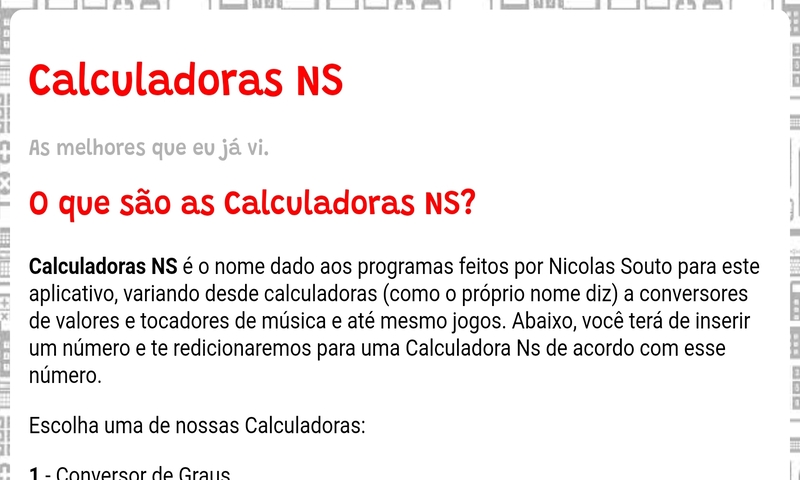 Calculadoras NS
As melhores que eu já vi.
O que são as Calculadoras NS?
Calculadoras NS é o nome dado aos programas feitos por Nicolas Souto para este
aplicativo, variando desde calculadoras (como o próprio nome diz) a conversores
de valores e tocadores de música e até mesmo jogos. Abaixo, você terá de inserir
um número e te redicionaremos para uma Calculadora Ns de acordo com esse
número.
Escolha uma de nossas Calculadoras:
1 - Conversor de Graus